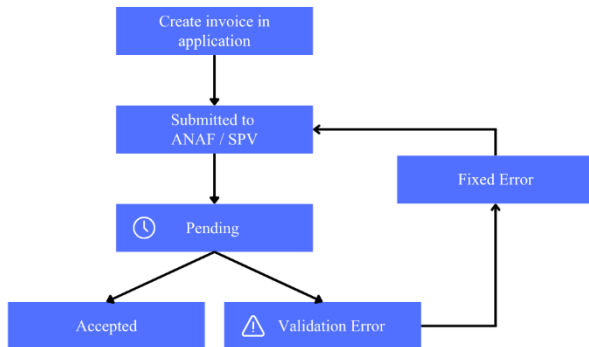 Create invoice in
application
Submitted to
ANAF / SPV
Fixed Error
Pending
Accepted
Validation Error